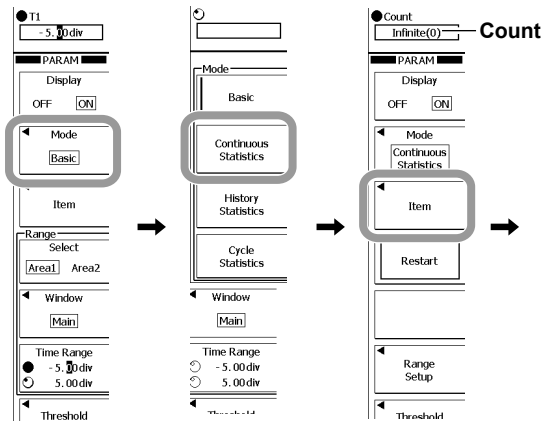 T1
-5.00div
PARAM
Display
OFF ON
Mode
Basic
Item
Range
Select
Area1 Area2
Window
Main
Time Range
-5.00div
5.00div
Threshold
Mode
Basic
Continuous
Statistics
History
Statistics
Cycle
Statistics
Window
Main
Time Range
-5.00div
5.00div
Threshold
Count
Infinite(0)
Count
PARAM
Display
OFF ON
Mode
Continuous
Statistics
Item
Restart
Range
Setup
Threshold